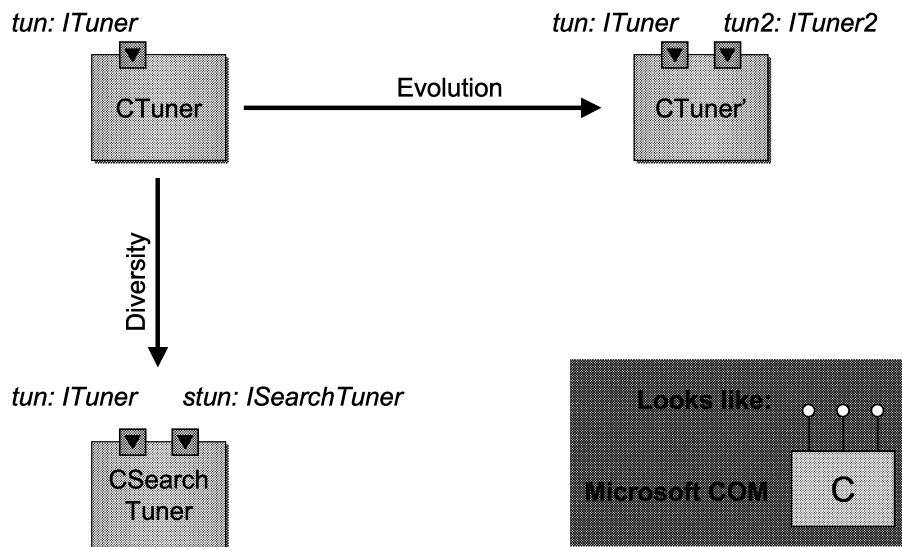 tun: ITuner
tun: ITuner tun2: ITuner2
CTuner
Evolution
CTuner’
Diversity
tun: ITuner stun: ISearchTuner
CSearch
Tuner
Looks like:
Microsoft COM
C